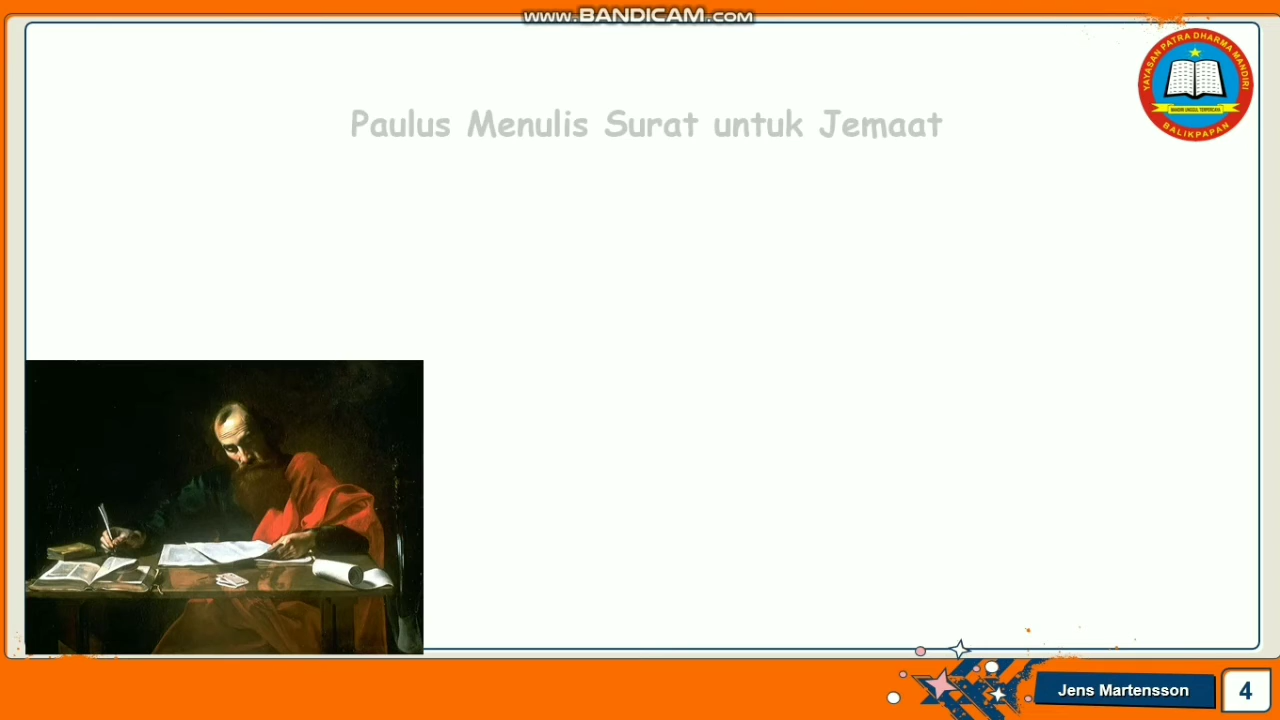 www.BANDICAM.com
YAYASAN PATRA DHARMA MANDIRI
BALIKPAPAN
Paulus Menulis Surat untuk Jemaat
Jens Martensson
4